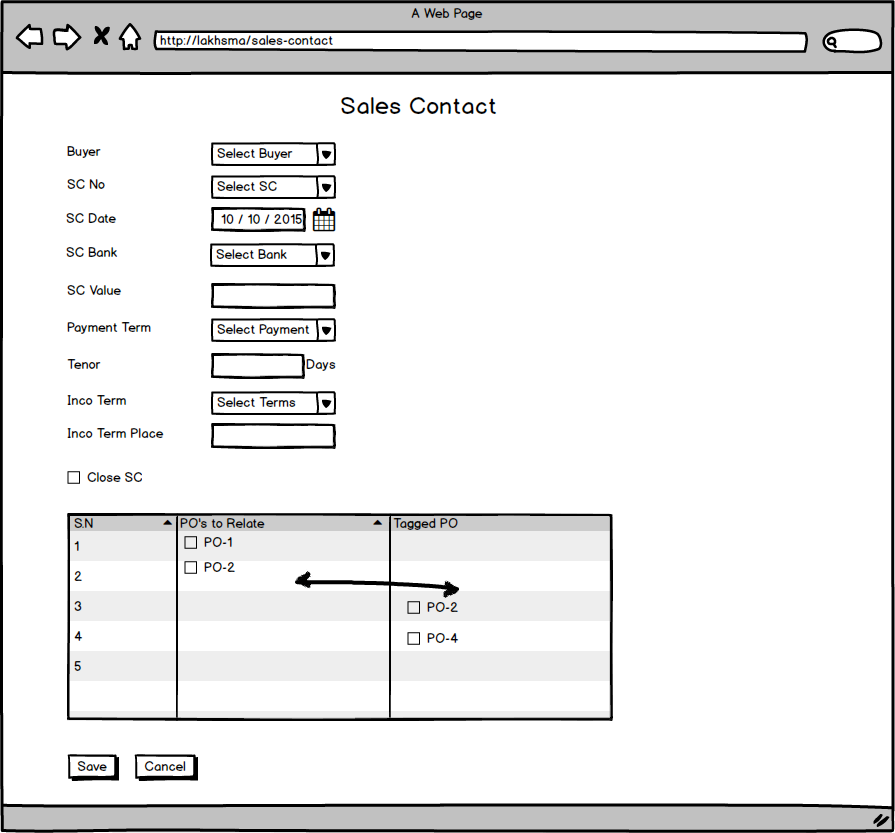 A Web Page
http://lakhsma/sales-contact
Sales Contact
Buyer Select Buyer
SC No Select SC
SC Date 10 / 10 / 2015
SC Bank Select Bank
SC Value
Payment Term Select Payment
Tenor Days
Inco Term Select Terms
Inco Term Place
Close SC
S.N PO's to Relate Tagged PO
1 PO-1
2 PO-2
3 PO-2
4 PO-4
5
Save Cancel